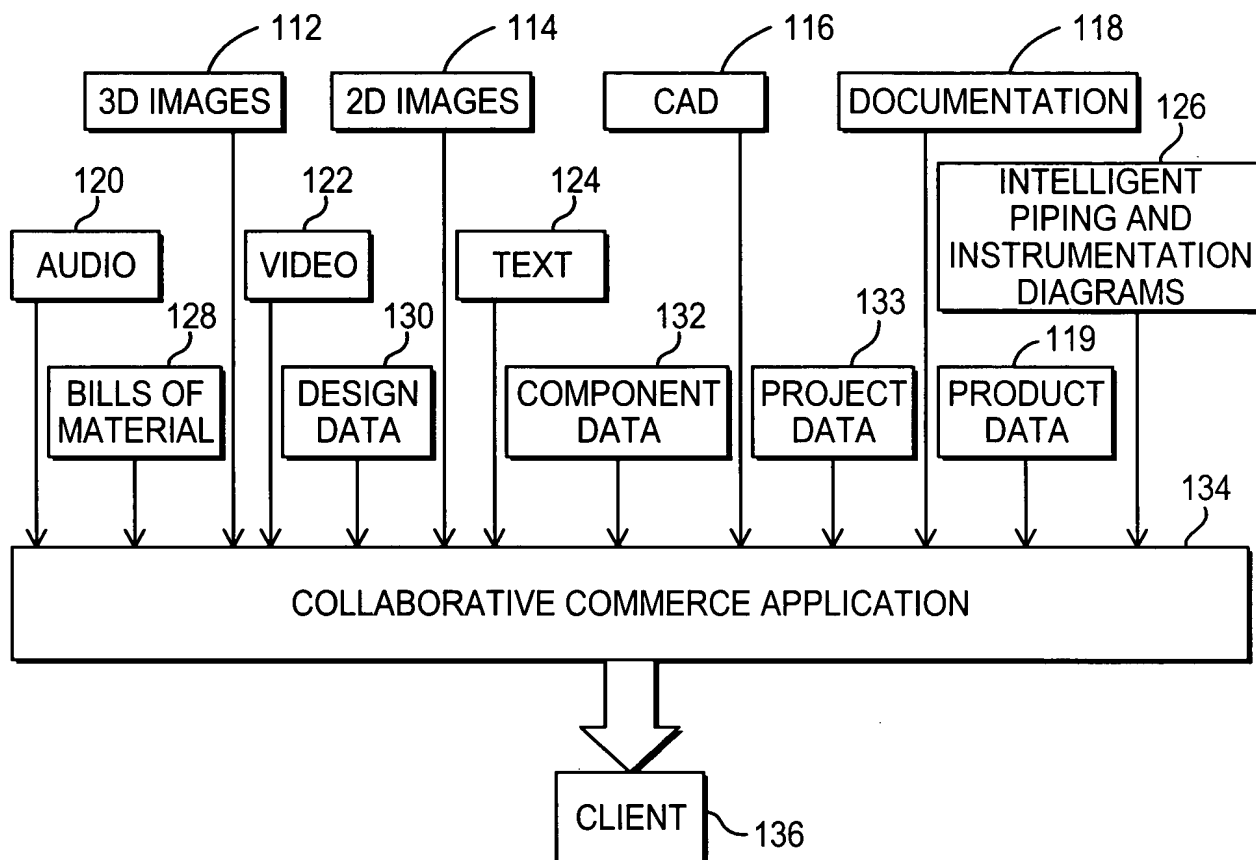 112
114
116
118
3D IMAGES
2D IMAGES
CAD
DOCUMENTATION
126
120
122
124
INTELLIGENT
PIPING AND
INSTRUMENTATION
DIAGRAMS
AUDIO
VIDEO
TEXT
128
130
132
133
119
BILLS OF
MATERIAL
DESIGN
DATA
COMPONENT
DATA
PROJECT
DATA
PRODUCT
DATA
134
COLLABORATIVE COMMERCE APPLICATION
CLIENT
136